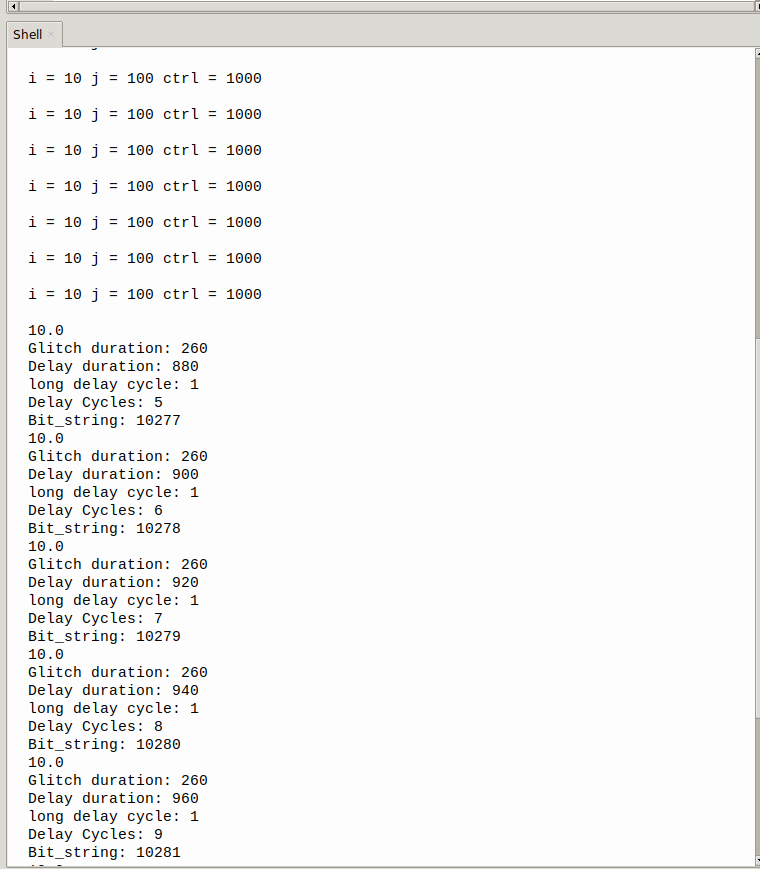 Shell
i = 10 j = 100 ctrl = 1000
i = 10 j = 100 ctrl = 1000
i = 10 j = 100 ctrl = 1000
i = 10 j = 100 ctrl = 1000
i = 10 j = 100 ctrl = 1000
i = 10 j = 100 ctrl = 1000
i = 10 j = 100 ctrl = 1000
10.0
Glitch duration: 260
Delay duration: 880
long delay cycle: 1
Delay Cycles: 5
Bit_string: 10277
10.0
Glitch duration: 260
Delay duration: 900
long delay cycle: 1
Delay Cycles: 6
Bit_string: 10278
10.0
Glitch duration: 260
Delay duration: 920
long delay cycle: 1
Delay Cycles: 7
Bit_string: 10279
10.0
Glitch duration: 260
Delay duration: 940
long delay cycle: 1
Delay Cycles: 8
Bit_string: 10280
10.0
Glitch duration: 260
Delay duration: 960
long delay cycle: 1
Delay Cycles: 9
Bit_string: 10281